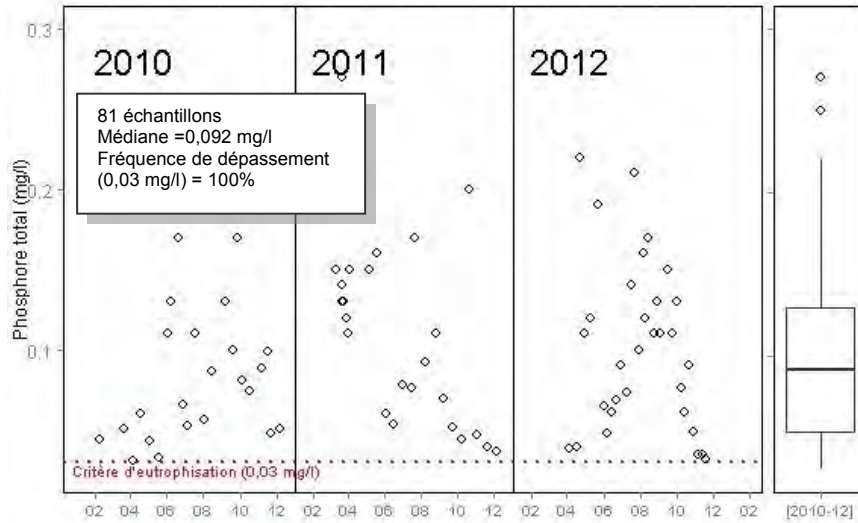 0.3
2010
2011
2012
81 échantillons
Médiane =0,092 mg/l
Fréquence de dépassement
(0,03 mg/l) = 100%
0.2
Phosphore total (mg/l)
0.1
Critère d'eutrophisation (0,03 mg/l)
02 04 06 08 10 12 02 04 06 08 10 12 02 04 06 08 10 12 02 [2010-12]